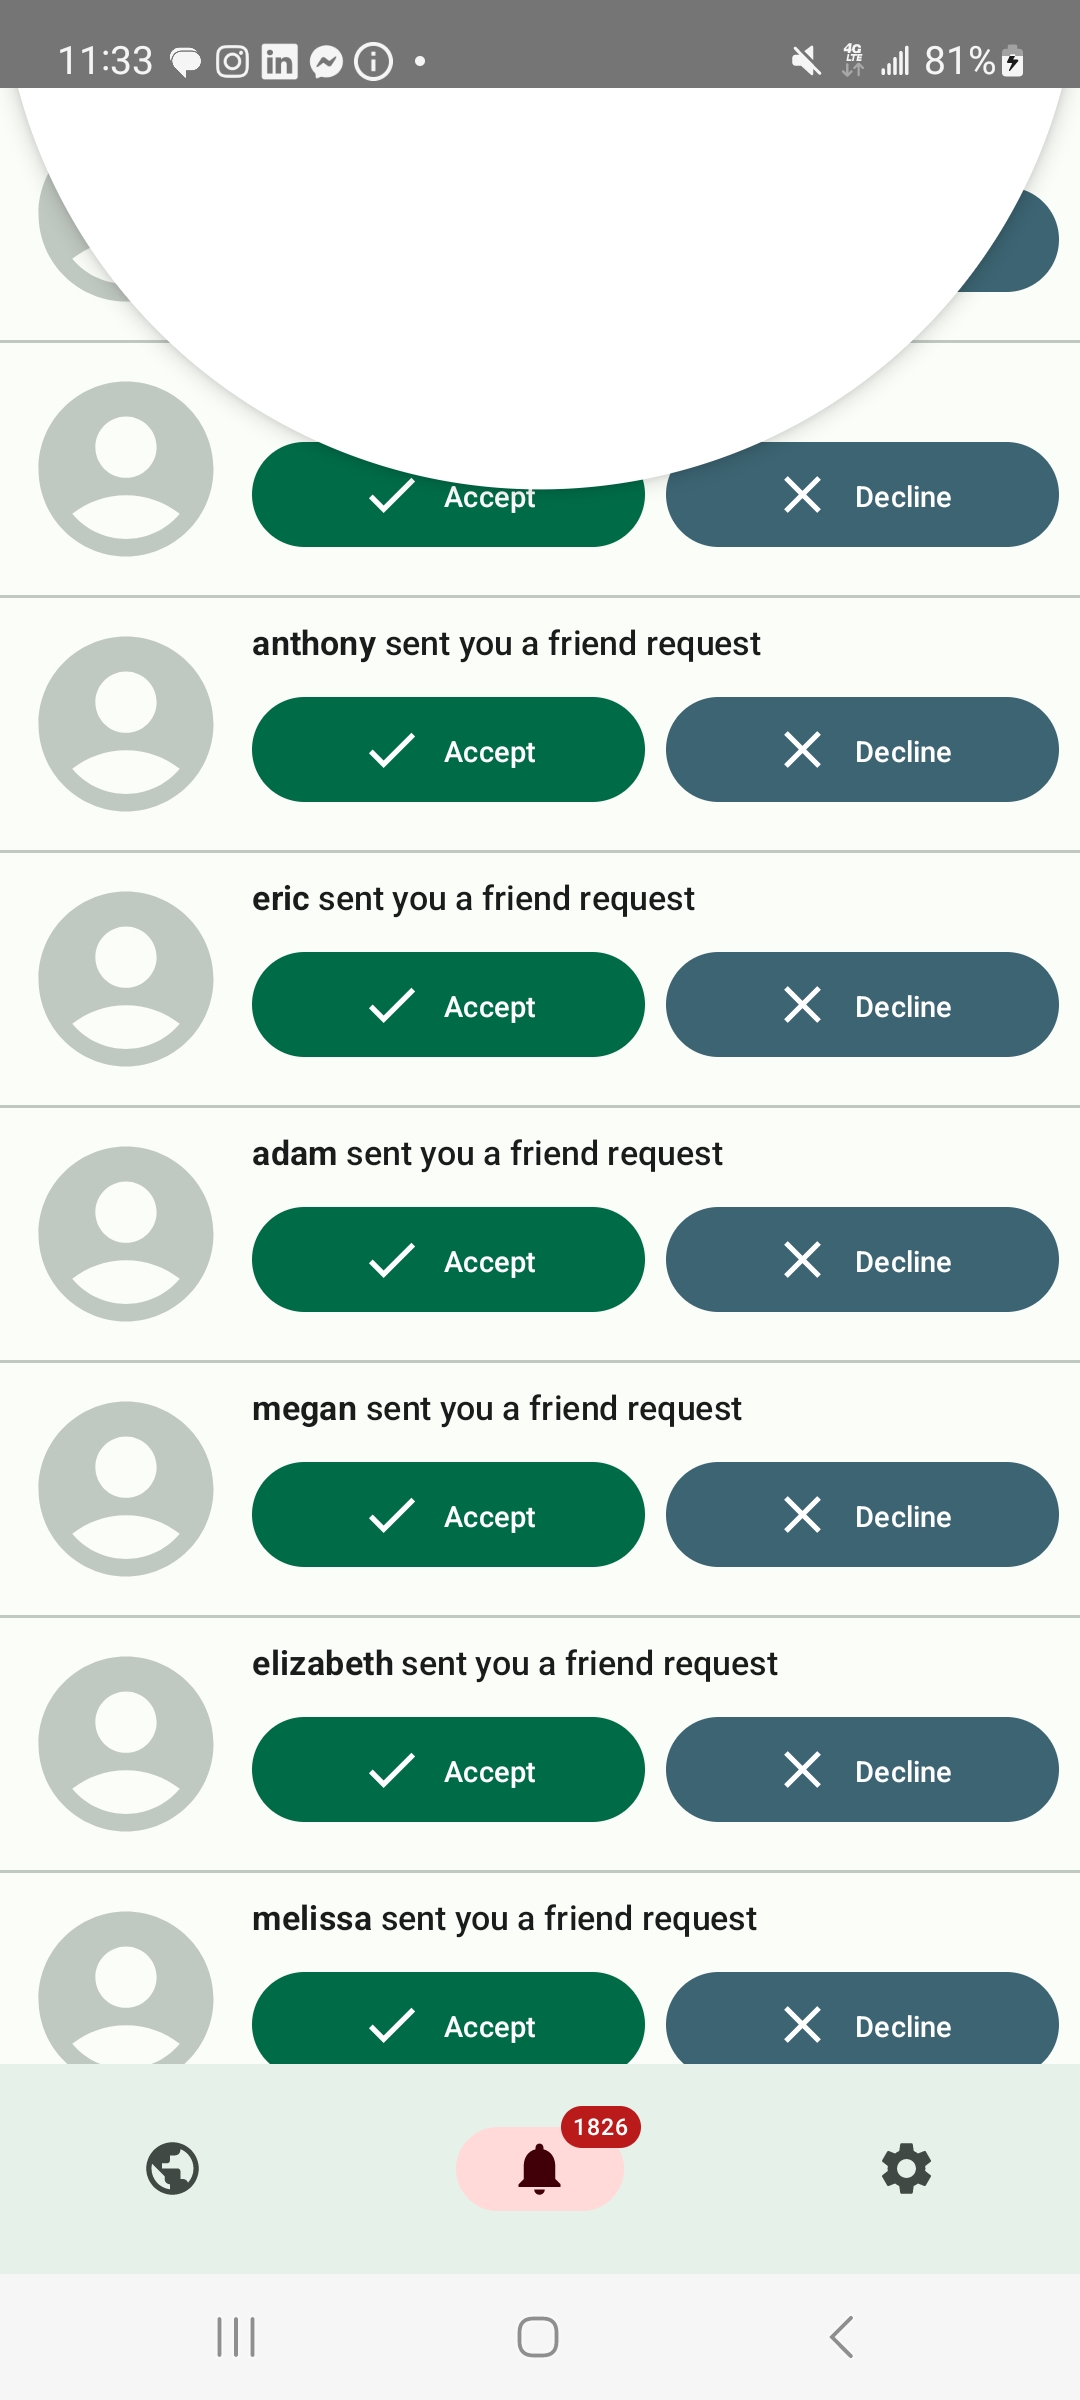 11:33
4G
LTE
81%
Accept
Decline
anthony sent you a friend request
Accept
Decline
eric sent you a friend request
Accept
Decline
adam sent you a friend request
Accept
Decline
megan sent you a friend request
Accept
Decline
elizabeth sent you a friend request
Accept
Decline
melissa sent you a friend request
Accept
Decline
1826